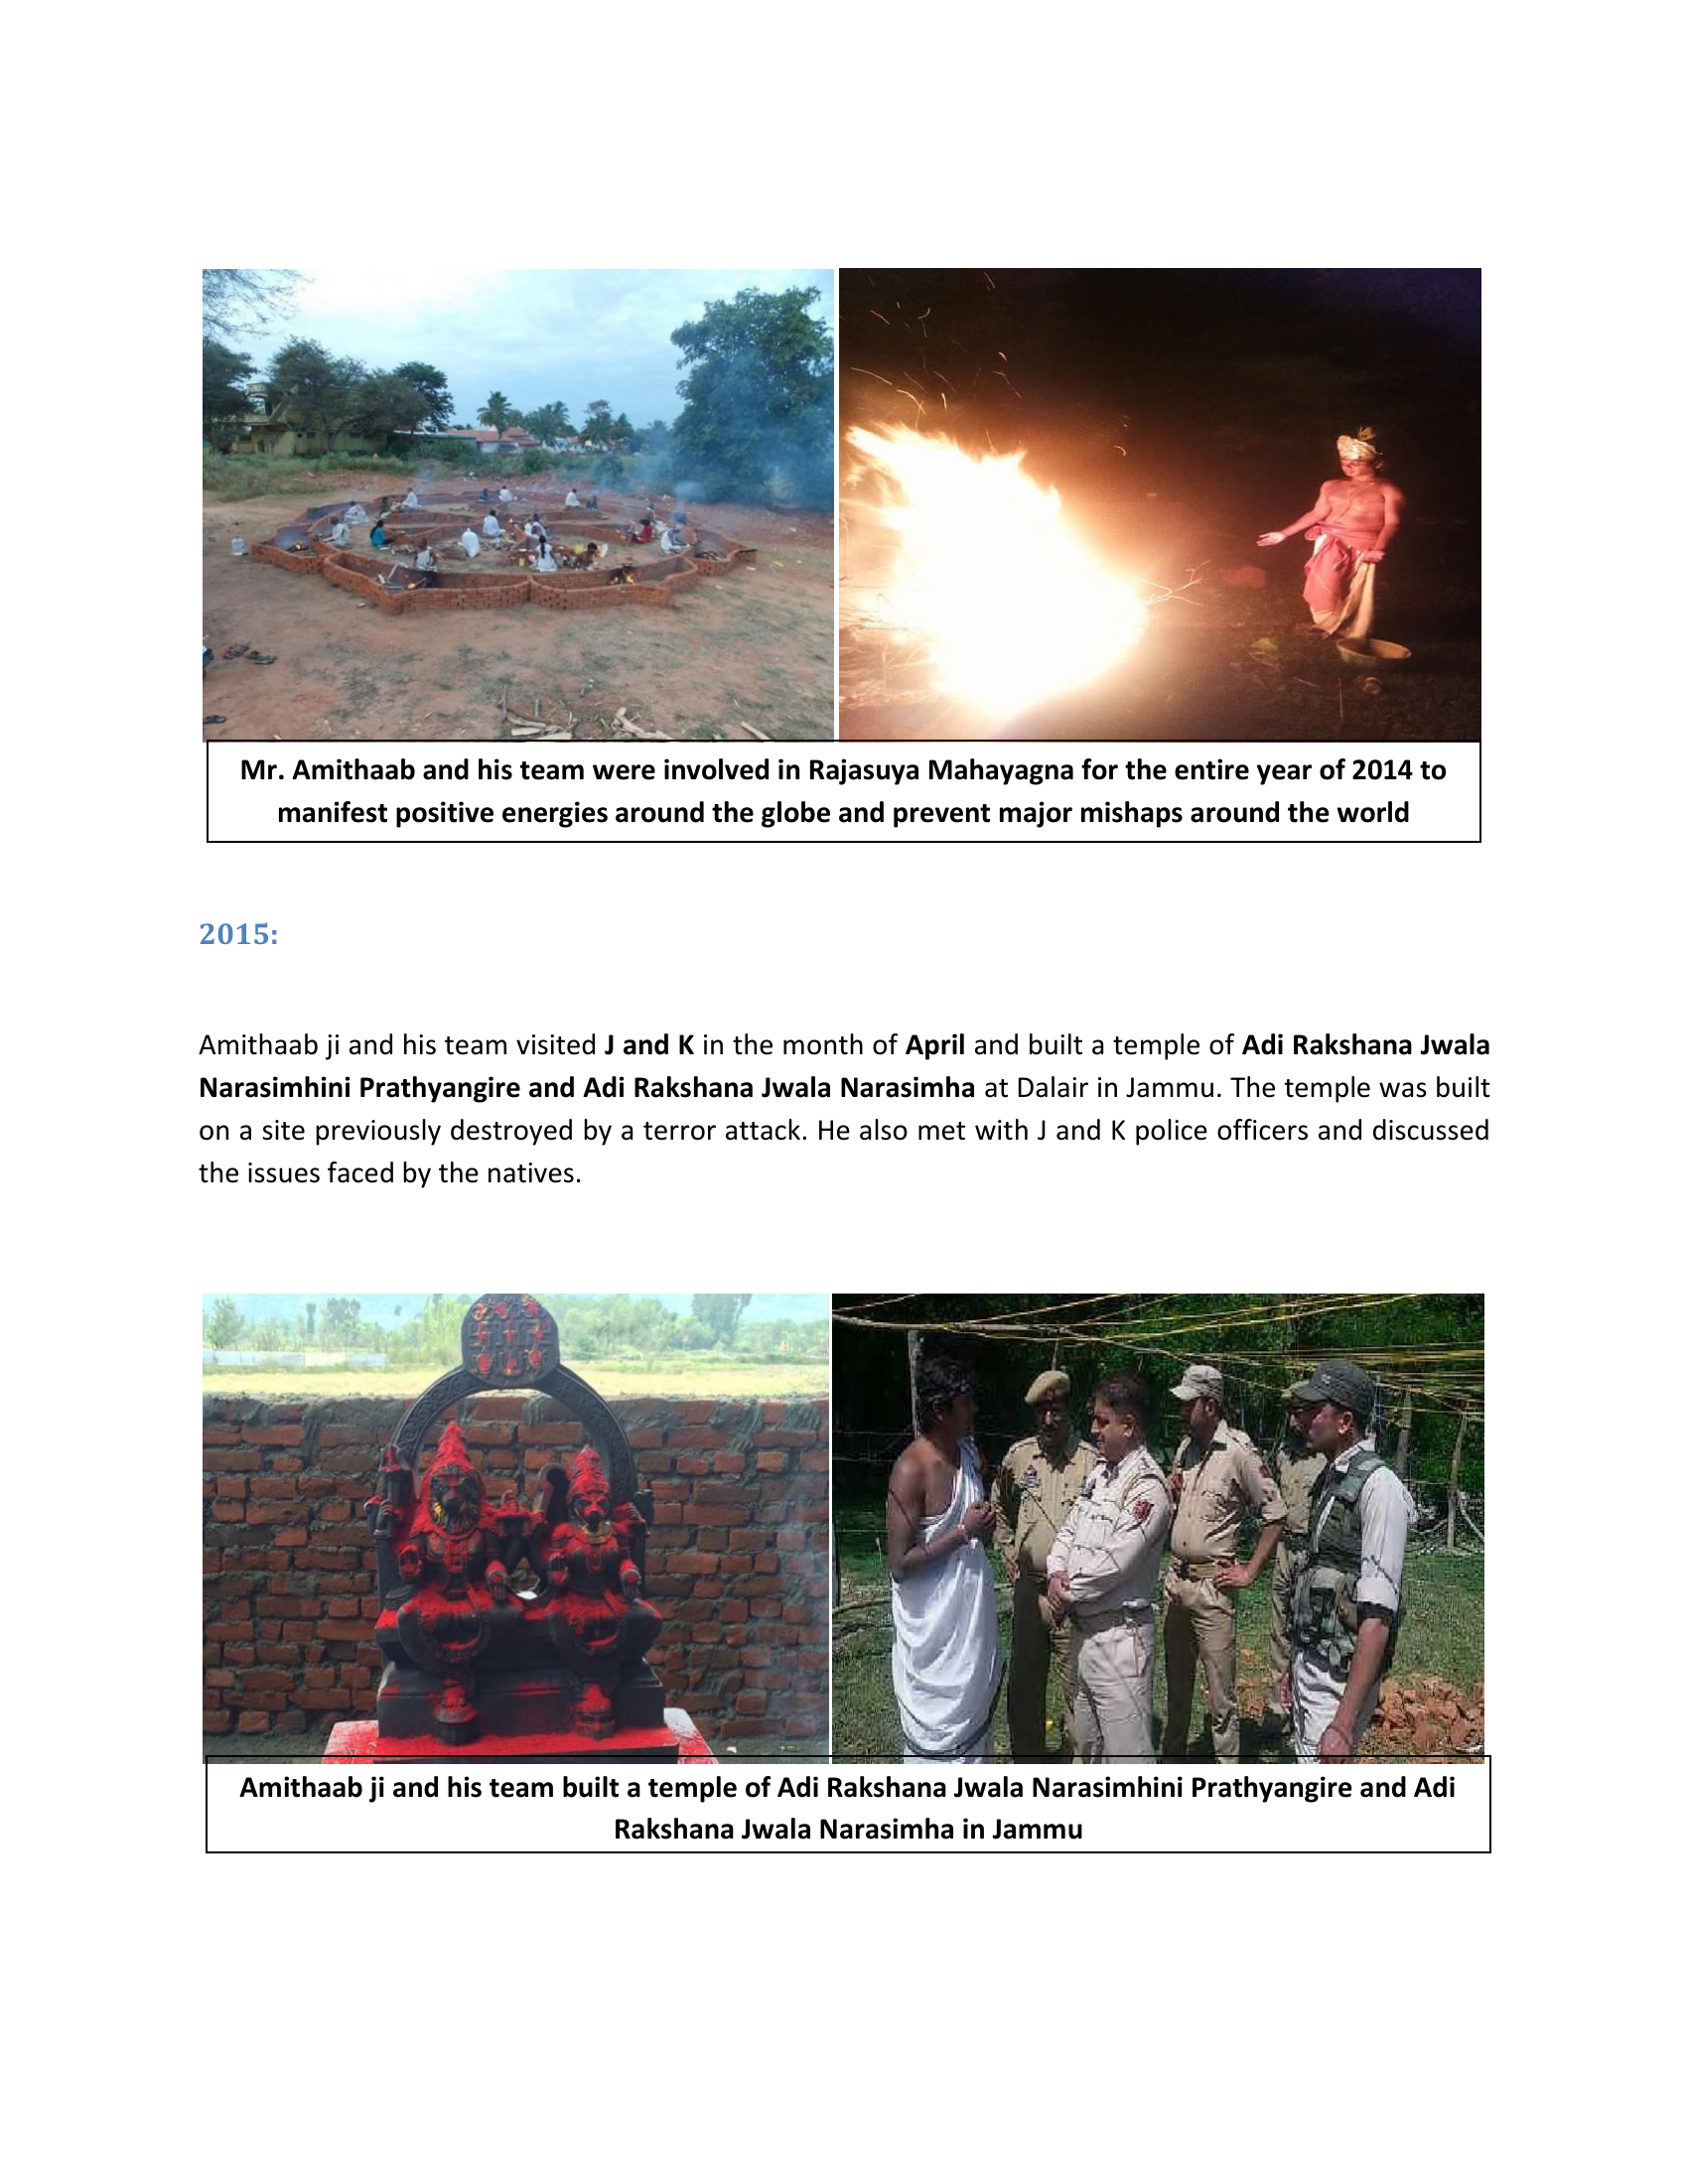 Mr. Amithaab and his team were involved in Rajasuya Mahayagna for the entire year of 2014 to
manifest positive energies around the globe and prevent major mishaps around the world
2015:
Amithaab ji and his team visited J and K in the month of April and built a temple of Adi Rakshana Jwala
Narasimhini Prathyangire and Adi Rakshana Jwala Narasimha at Dalair in Jammu. The temple was built
on a site previously destroyed by a terror attack. He also met with J and K police officers and discussed
the issues faced by the natives.
Amithaab ji and his team built a temple of Adi Rakshana Jwala Narasimhini Prathyangire and Adi
Rakshana Jwala Narasimha in Jammu